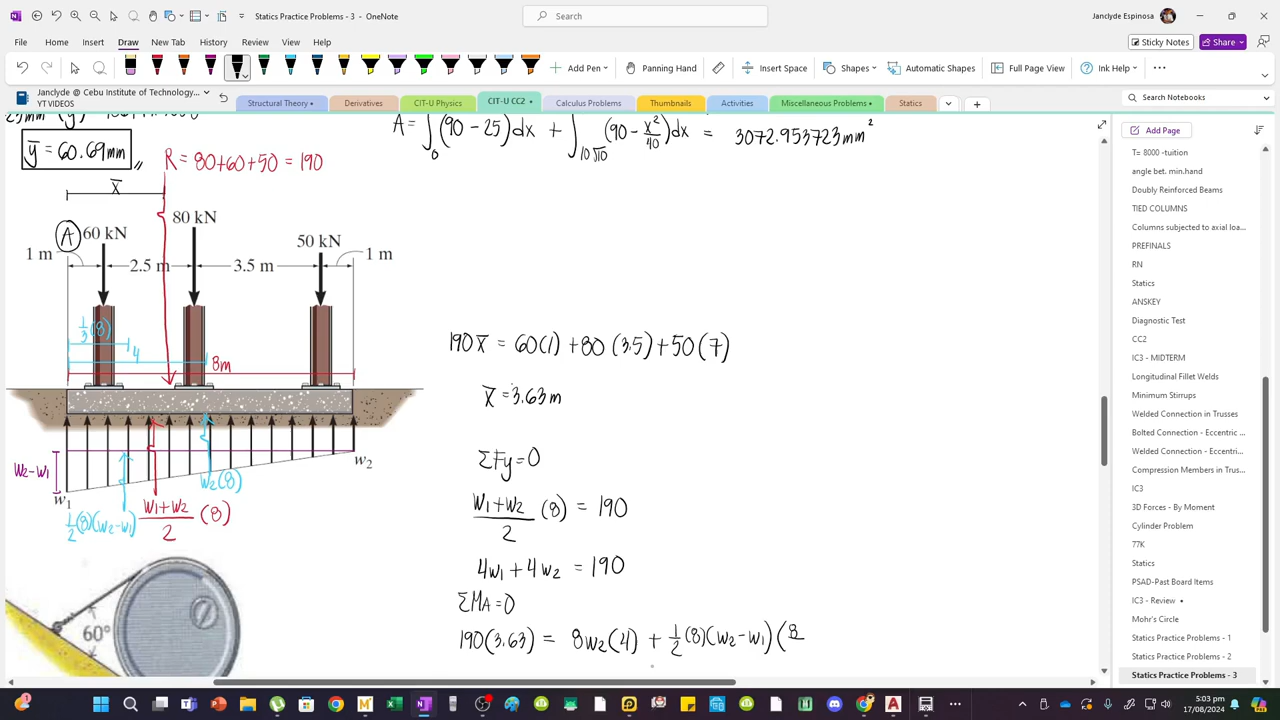 Statics Practice Problems - 3 - OneNote
Search
Janclyde Espinosa
File Home Insert Draw New Tab History Review View Help
Sticky Notes
Share
Add Pen
Panning Hand
Insert Space
Shapes
Automatic Shapes
Full Page View
Ink Help
Janclyde @ Cebu Institute of Technology...
YT VIDEOS
Structural Theory
Derivatives
CIT-U Physics
CIT-U CC2
Calculus Problems
Thumbnails
Activities
Miscellaneous Problems
Statics
Search Notebooks
Add Page
A = ∫0 (90 - 25)dx + ∫10√10 (90 - x²/40)dx = 3072.953723mm²
ȳ = 60.69mm
R = 80+60+50 = 190
x̄
A
60 kN
80 kN
50 kN
1 m
2.5 m
3.5 m
1 m
1/3(8)
4
8m
w2-w1
w1
w2
w2(8)
1/2(8)(w2-w1)
w1+w2/2 (8)
190x̄ = 60(1) +80 (3.5) +50(7)
x̄ = 3.63 m
ΣFy=0
w1+w2/2 (8) = 190
4w1 + 4w2 = 190
ΣMA=0
190(3.63) = 8w2(4) + 1/2(8)(w2-w1)(8
30°
T= 8000 -tuition
angle bet. min.hand
Doubly Reinforced Beams
TIED COLUMNS
Columns subjected to axial loa...
PREFINALS
RN
Statics
ANSKEY
Diagnostic Test
CC2
IC3 - MIDTERM
Longitudinal Fillet Welds
Minimum Stirrups
Welded Connection in Trusses
Bolted Connection - Eccentric ...
Welded Connection - Eccentri...
Compression Members in Trus...
IC3
3D Forces - By Moment
Cylinder Problem
77K
Statics
PSAD-Past Board Items
IC3 - Review
Mohr's Circle
Statics Practice Problems - 1
Statics Practice Problems - 2
Statics Practice Problems - 3
5:03 pm
17/08/2024